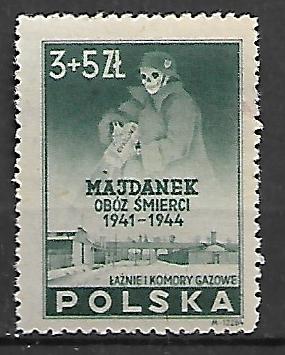 3+5 ZŁ
MAJDANEK
OBÓZ ŚMIERCI
1941-1944
ŁAŹNIE I KOMORY GAZOWE
POLSKA